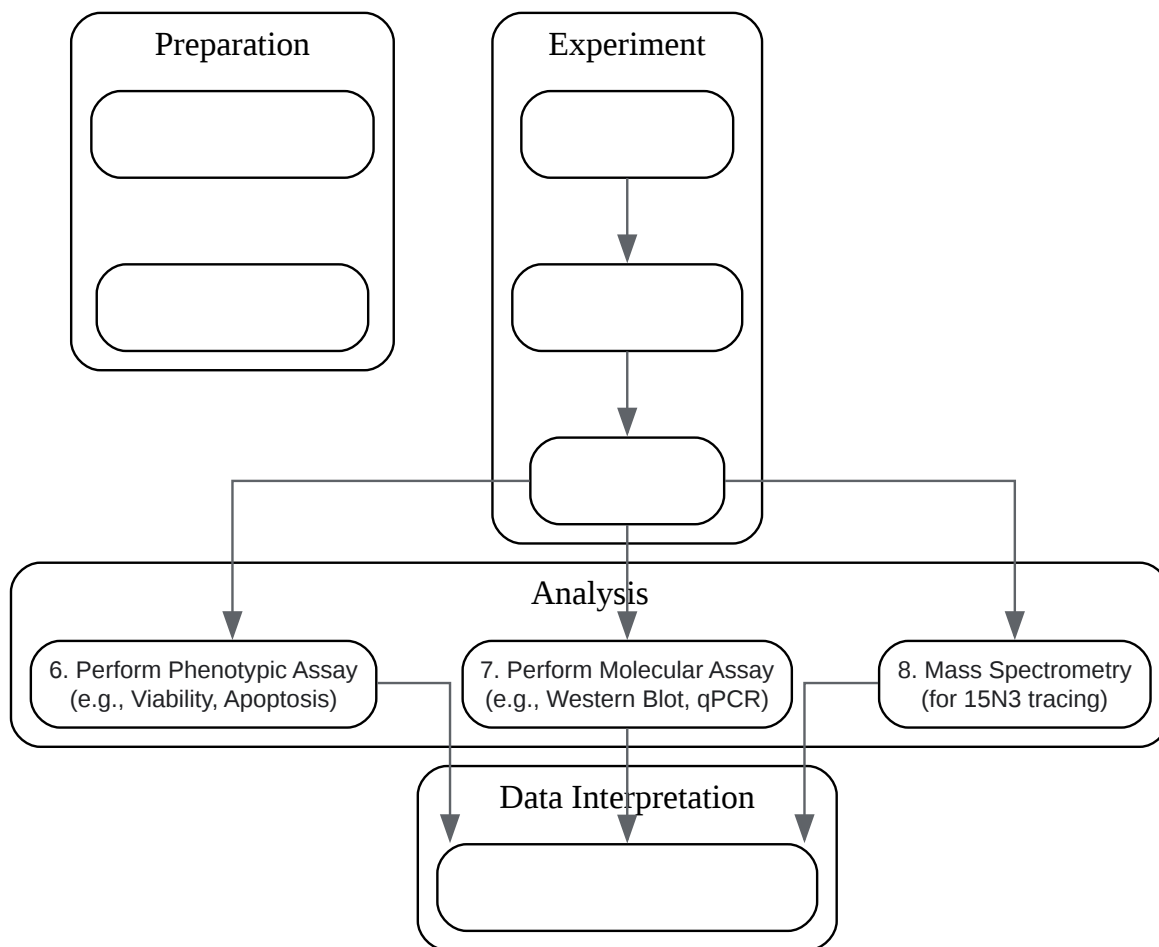 Preparation
Experiment
Analysis
6. Perform Phenotypic Assay
(e.g., Viability, Apoptosis)
7. Perform Molecular Assay
(e.g., Western Blot, qPCR)
8. Mass Spectrometry
(for 15N3 tracing)
Data Interpretation